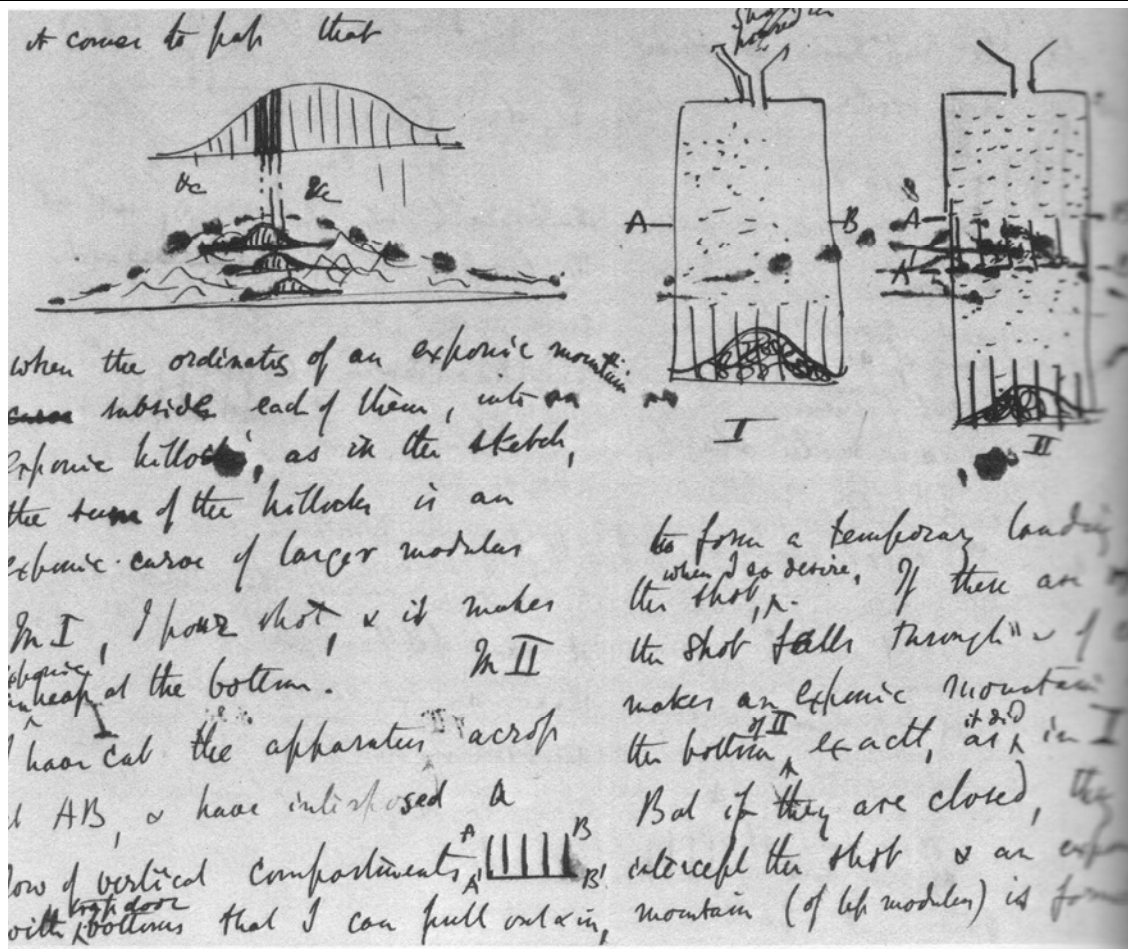 it comes to pass that
&c &c
when the ordinates of an exponic mountain
subside each of them, into an
exponic hillock, as in the sketch,
the sum of the hillocks is an
exponic curve of larger modulus
In I, I pour shot, & it makes
an exponic heap at the bottom. In II
I have cut the apparatus across
at AB, & have interposed a
row of vertical compartments A B A' B'
with trap door bottoms that I can pull out & in,
shot in
poured
A B
I
A B
A'
II
to form a temporary landing
the shot, when I so desire. If these are
the shot falls through &
makes an exponic mountain
the bottom of II, exactly as it did in I
But if they are closed, they
intercept the shot & an expon
mountain (of less modulus) is form